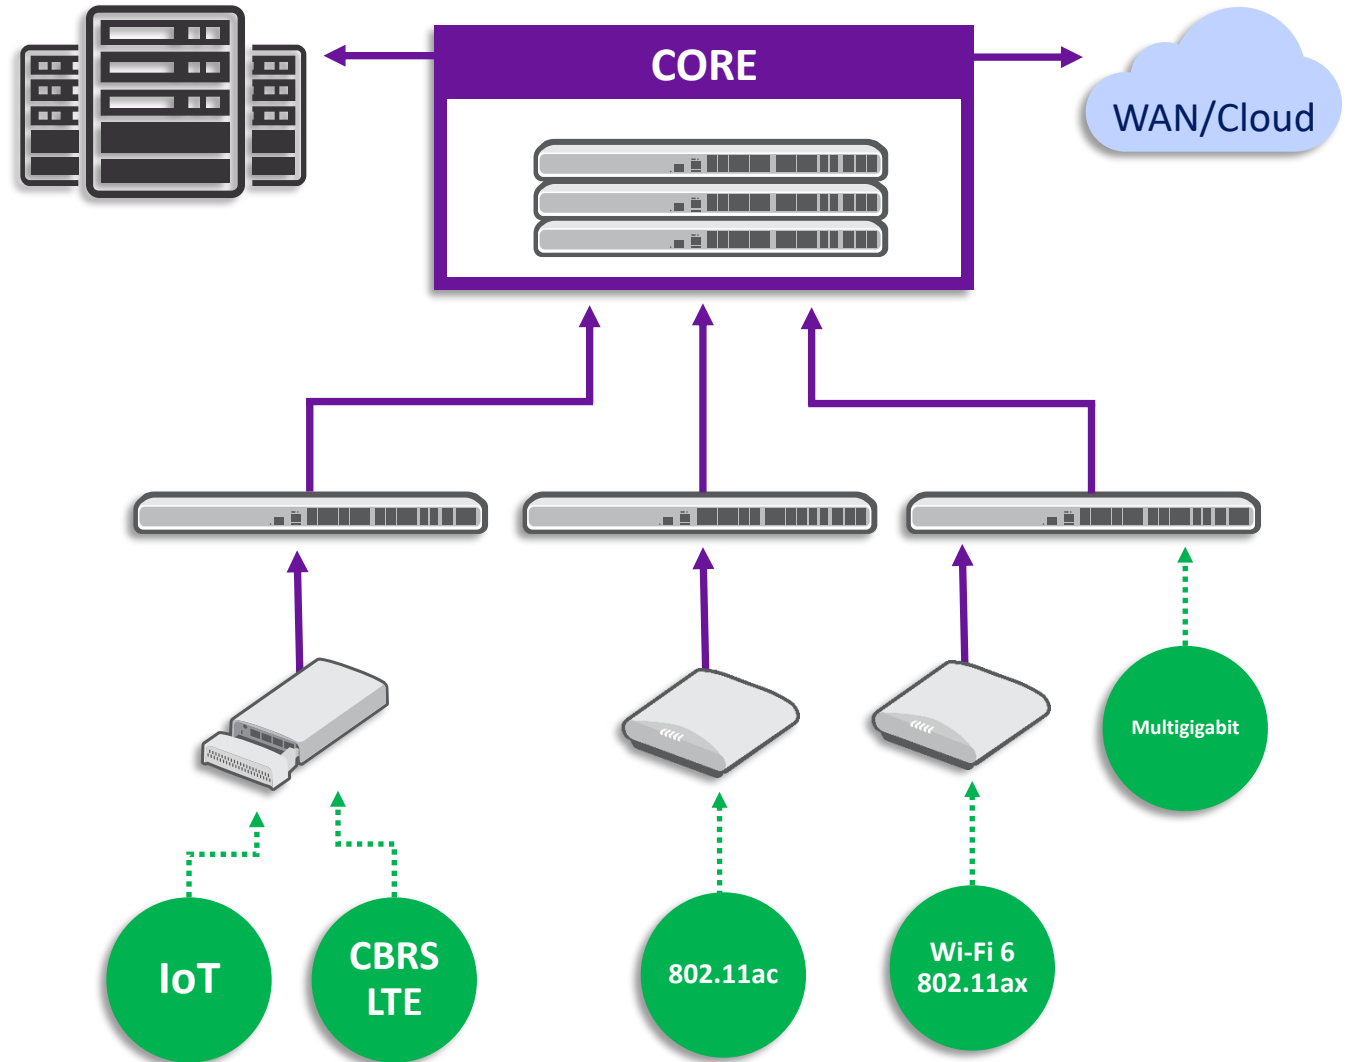 CORE
WAN/Cloud
Multigigabit
IoT
CBRS
LTE
802.11ac
Wi-Fi 6
802.11ax